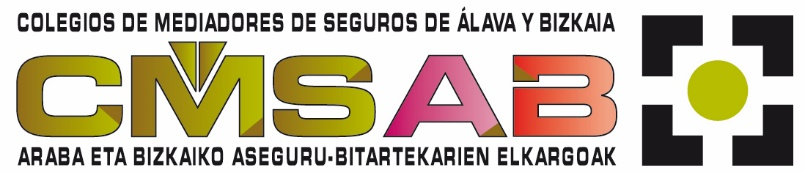 COLEGIOS DE MEDIADORES DE SEGUROS DE ÁLAVA Y BIZKAIA
CMSAB
ARABA ETA BIZKAIKO ASEGURU-BITARTEKARIEN ELKARGOAK